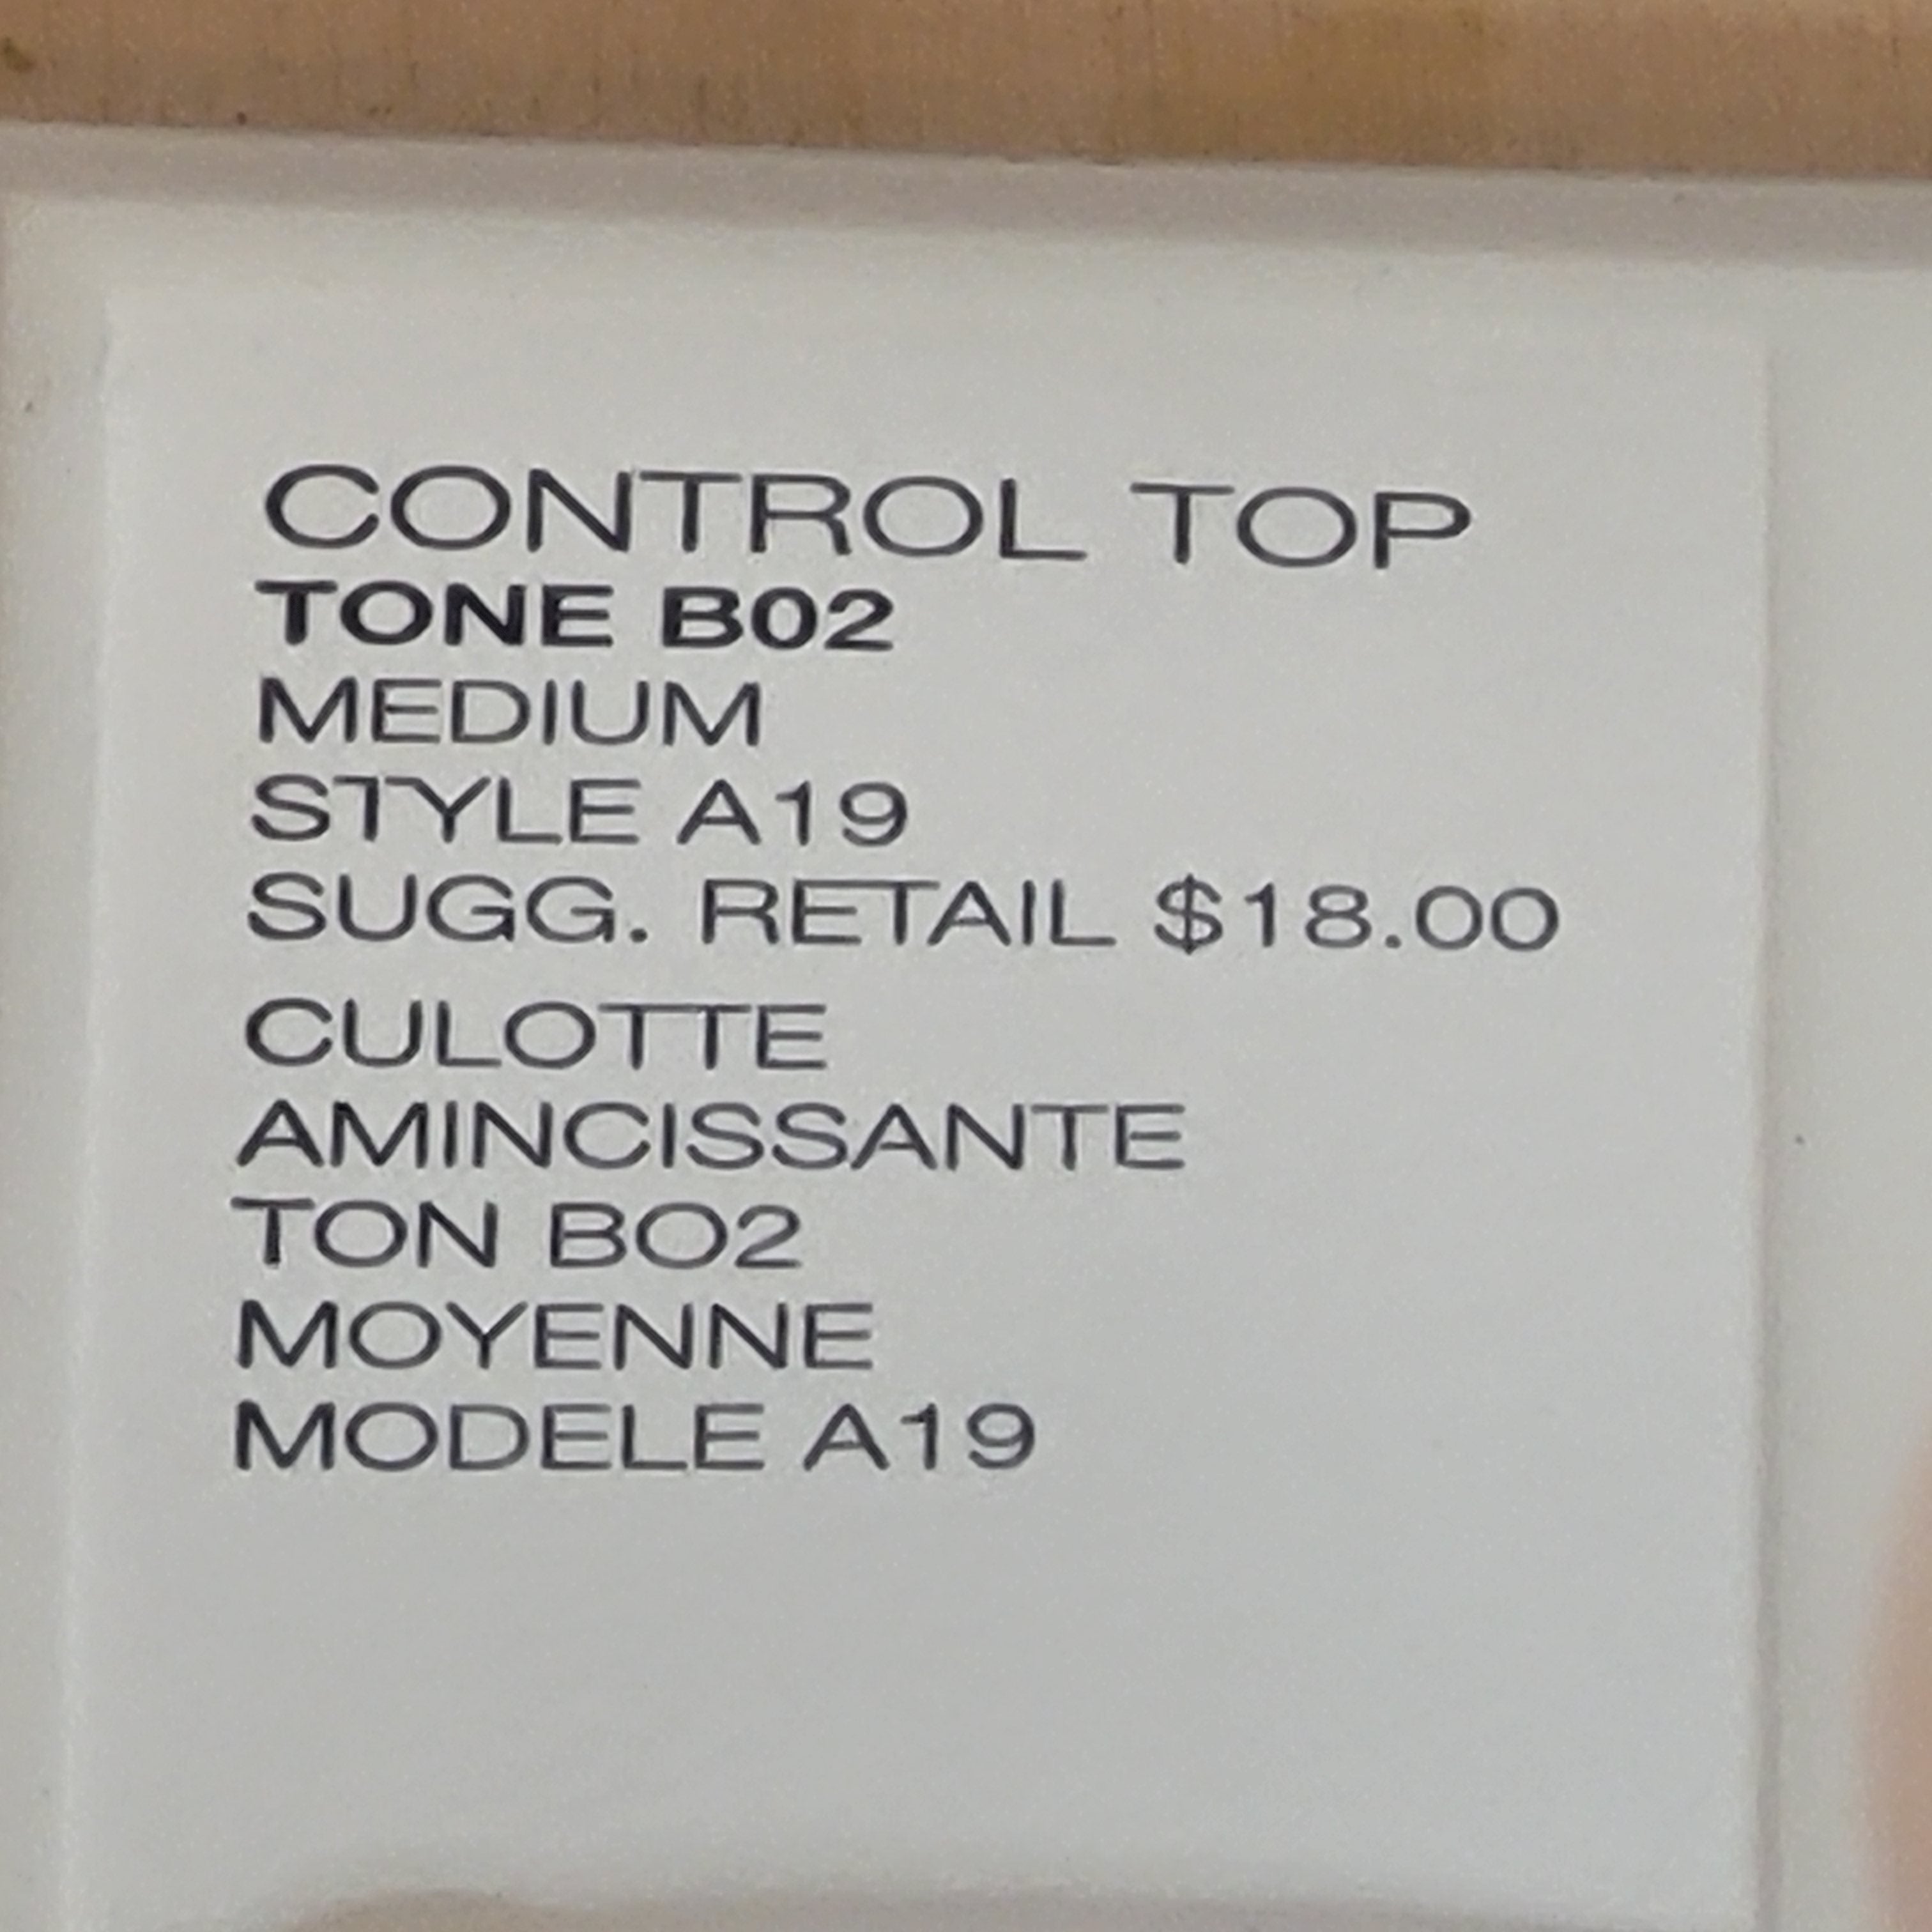 CONTROL TOP
TONE B02
MEDIUM
STYLE A19
SUGG. RETAIL $18.00
CULOTTE
AMINCISSANTE
TON BO2
MOYENNE
MODELE A19